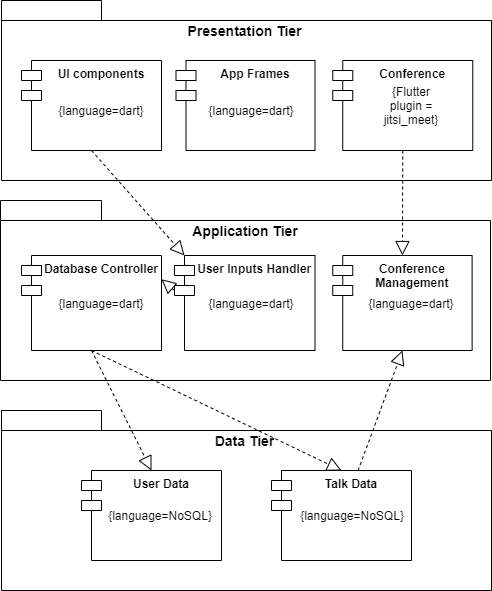 Presentation Tier
UI components
{language=dart}
App Frames
{language=dart}
Conference
{Flutter
plugin =
jitsi_meet}
Application Tier
Database Controller
{language=dart}
User Inputs Handler
{language=dart}
Conference
Management
{language=dart}
Data Tier
User Data
{language=NoSQL}
Talk Data
{language=NoSQL}